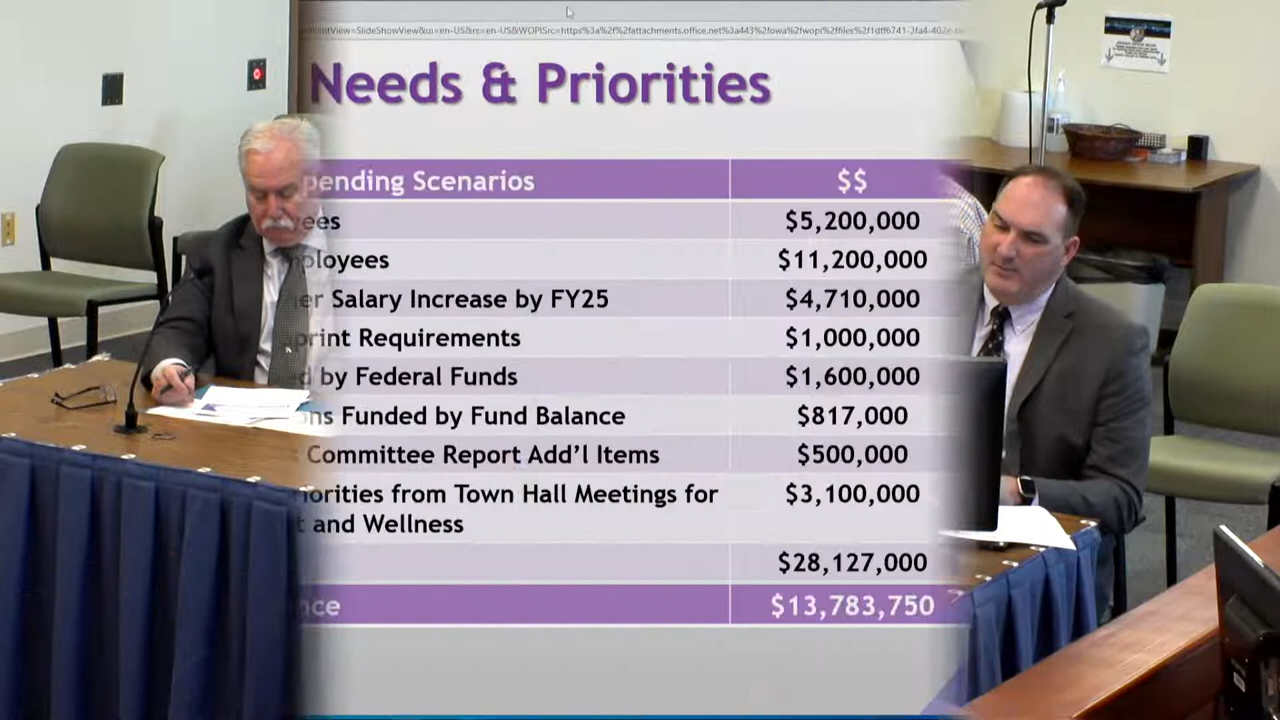 Needs & Priorities
pending Scenarios $$
ees $5,200,000
ployees $11,200,000
er Salary Increase by FY25 $4,710,000
print Requirements $1,000,000
d by Federal Funds $1,600,000
ns Funded by Fund Balance $817,000
Committee Report Add'l Items $500,000
orities from Town Hall Meetings for $3,100,000
t and Wellness
$28,127,000
nce $13,783,750